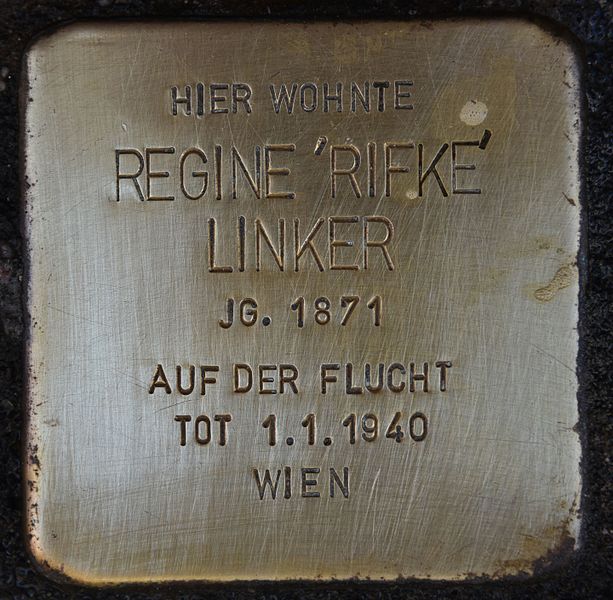 HIER WOHNTE
REGINE 'RIFKE'
LINKER
JG. 1871
AUF DER FLUCHT
TOT 1.1.1940
WIEN